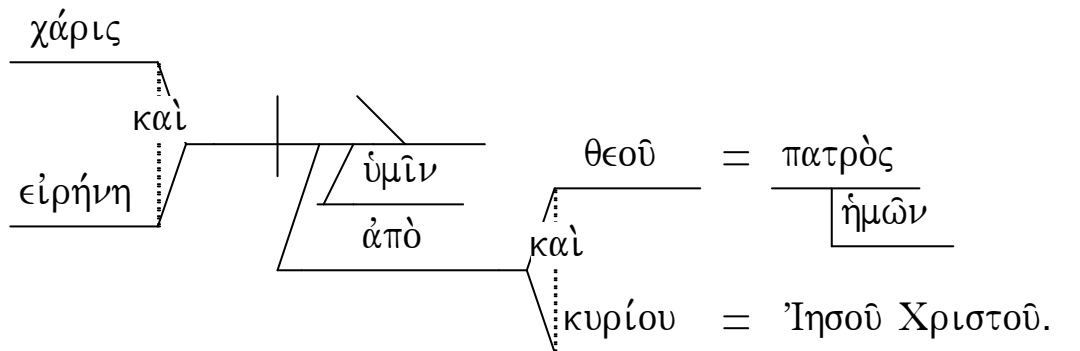 χάρις
καὶ
εἰρήνη
ὑμῖν
ἀπὸ
θεοῦ = πατρὸς
ἡμῶν
καὶ
κυρίου = Ἰησοῦ Χριστοῦ.